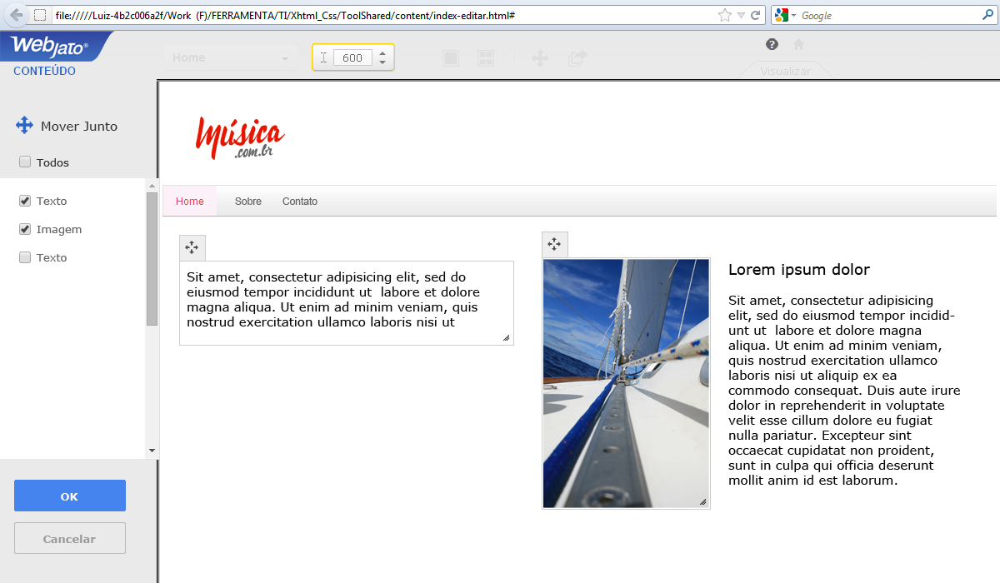 file://///Luiz-4b2c006a2f/Work (F)/FERRAMENTA/TI/Xhtml_Css/ToolShared/content/index-editar.html#
Google
Webjato®
CONTEÚDO
Home
600
?
Visualizar
Mover Junto
Todos
Texto
Imagem
Texto
OK
Cancelar
Música
.com.br
Home Sobre Contato
Sit amet, consectetur adipisicing elit, sed do
eiusmod tempor incididunt ut labore et dolore
magna aliqua. Ut enim ad minim veniam, quis
nostrud exercitation ullamco laboris nisi ut
Lorem ipsum dolor
Sit amet, consectetur adipisicing
elit, sed do eiusmod tempor incidid-
unt ut labore et dolore magna
aliqua. Ut enim ad minim veniam,
quis nostrud exercitation ullamco
laboris nisi ut aliquip ex ea
commodo consequat. Duis aute irure
dolor in reprehenderit in voluptate
velit esse cillum dolore eu fugiat
nulla pariatur. Excepteur sint
occaecat cupidatat non proident,
sunt in culpa qui officia deserunt
mollit anim id est laborum.